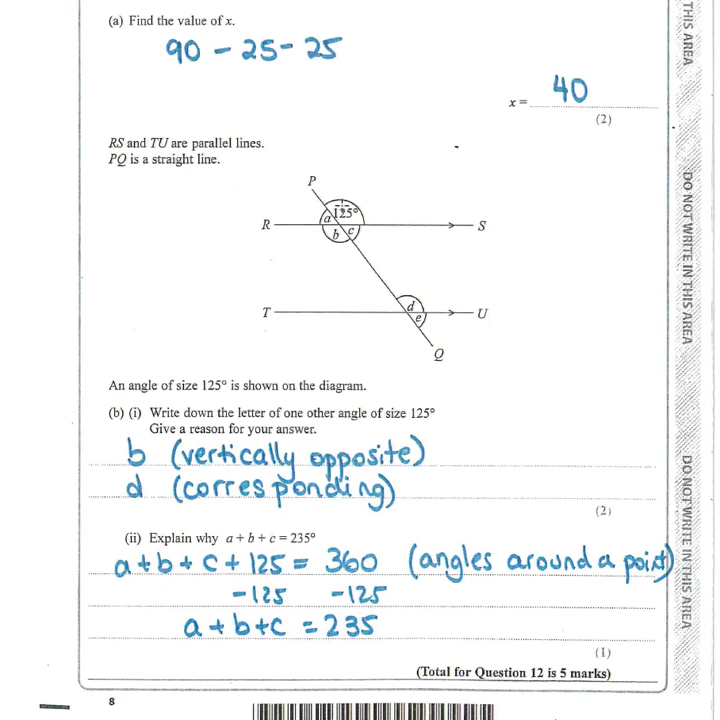 (a) Find the value of x.
90 - 25 - 25
x = 40
(2)
RS and TU are parallel lines.
PQ is a straight line.
P
a 125°
R S
b c
d
T U
e
Q
An angle of size 125° is shown on the diagram.
(b) (i) Write down the letter of one other angle of size 125°
Give a reason for your answer.
b (vertically opposite)
d (corresponding)
(2)
(ii) Explain why a + b + c = 235°
a + b + c + 125 = 360 (angles around a point)
-125 -125
a + b + c = 235
(1)
(Total for Question 12 is 5 marks)
8
THIS AREA
DO NOT WRITE IN THIS AREA
DO NOT WRITE IN THIS AREA